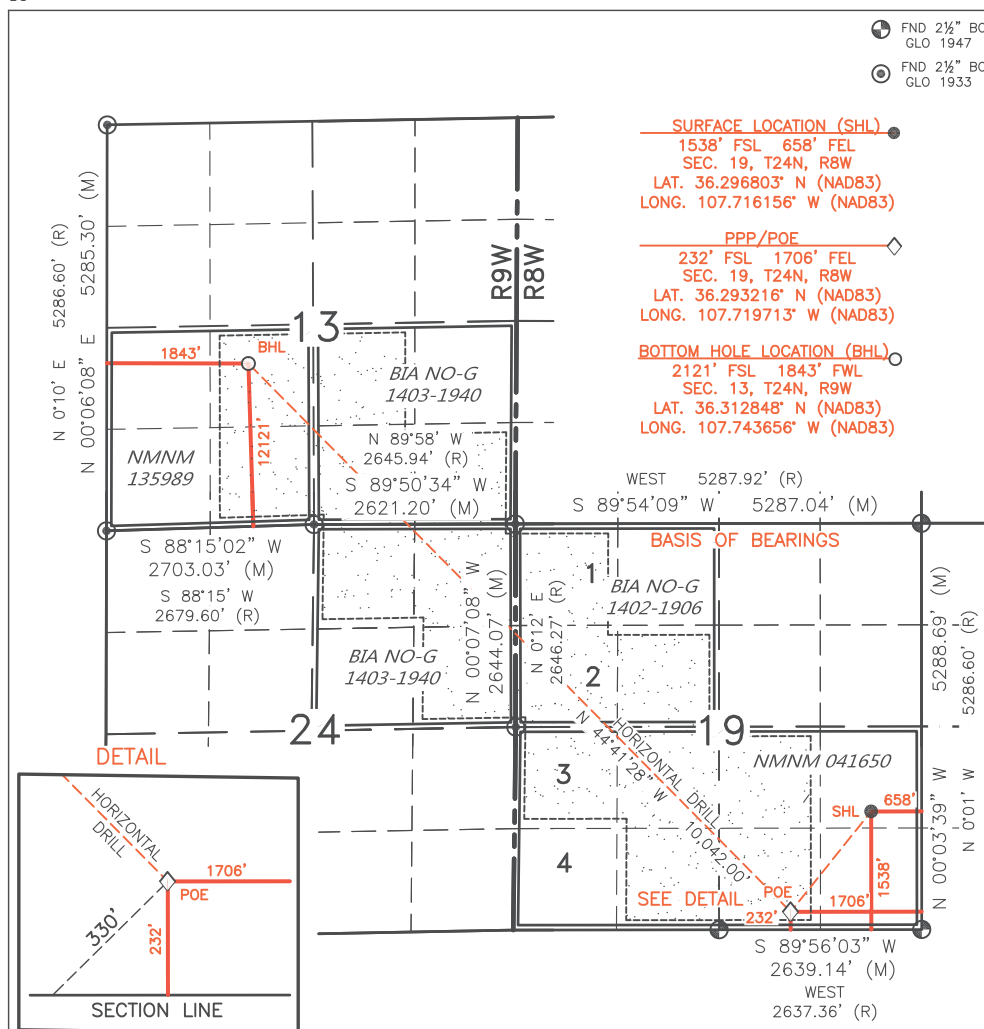 FND 2½" BO
GLO 1947
FND 2½" BO
GLO 1933
SURFACE LOCATION (SHL)
1538' FSL 658' FEL
SEC. 19, T24N, R8W
LAT. 36.296803° N (NAD83)
LONG. 107.716156° W (NAD83)
PPP/POE
232' FSL 1706' FEL
SEC. 19, T24N, R8W
LAT. 36.293216° N (NAD83)
LONG. 107.719713° W (NAD83)
BOTTOM HOLE LOCATION (BHL)
2121' FSL 1843' FWL
SEC. 13, T24N, R9W
LAT. 36.312848° N (NAD83)
LONG. 107.743656° W (NAD83)
R9W
R8W
N 0°10' E 5286.60' (R)
N 00°06'08" E 5285.30' (M)
13
1843'
BHL
12121'
BIA NO-G
1403-1940
NMNM
135989
N 89°58' W
2645.94' (R)
S 89°50'34" W
2621.20' (M)
WEST 5287.92' (R)
S 89°54'09" W 5287.04' (M)
BASIS OF BEARINGS
S 88°15'02" W
2703.03' (M)
S 88°15' W
2679.60' (R)
1
BIA NO-G
1402-1906
N 00°07'08" W
2644.07' (M)
N 0°12' E
2646.27' (R)
BIA NO-G
1403-1940
2
N 00°03'39" W 5288.69' (M)
N 0°01' W 5286.60' (R)
24
19
HORIZONTAL DRILL
N 44°41'28" W 10,042.00'
3
NMNM 041650
SHL
658'
1538'
4
SEE DETAIL
POE
1706'
232'
S 89°56'03" W
2639.14' (M)
WEST
2637.36' (R)
DETAIL
HORIZONTAL
DRILL
1706'
POE
330'
232'
SECTION LINE